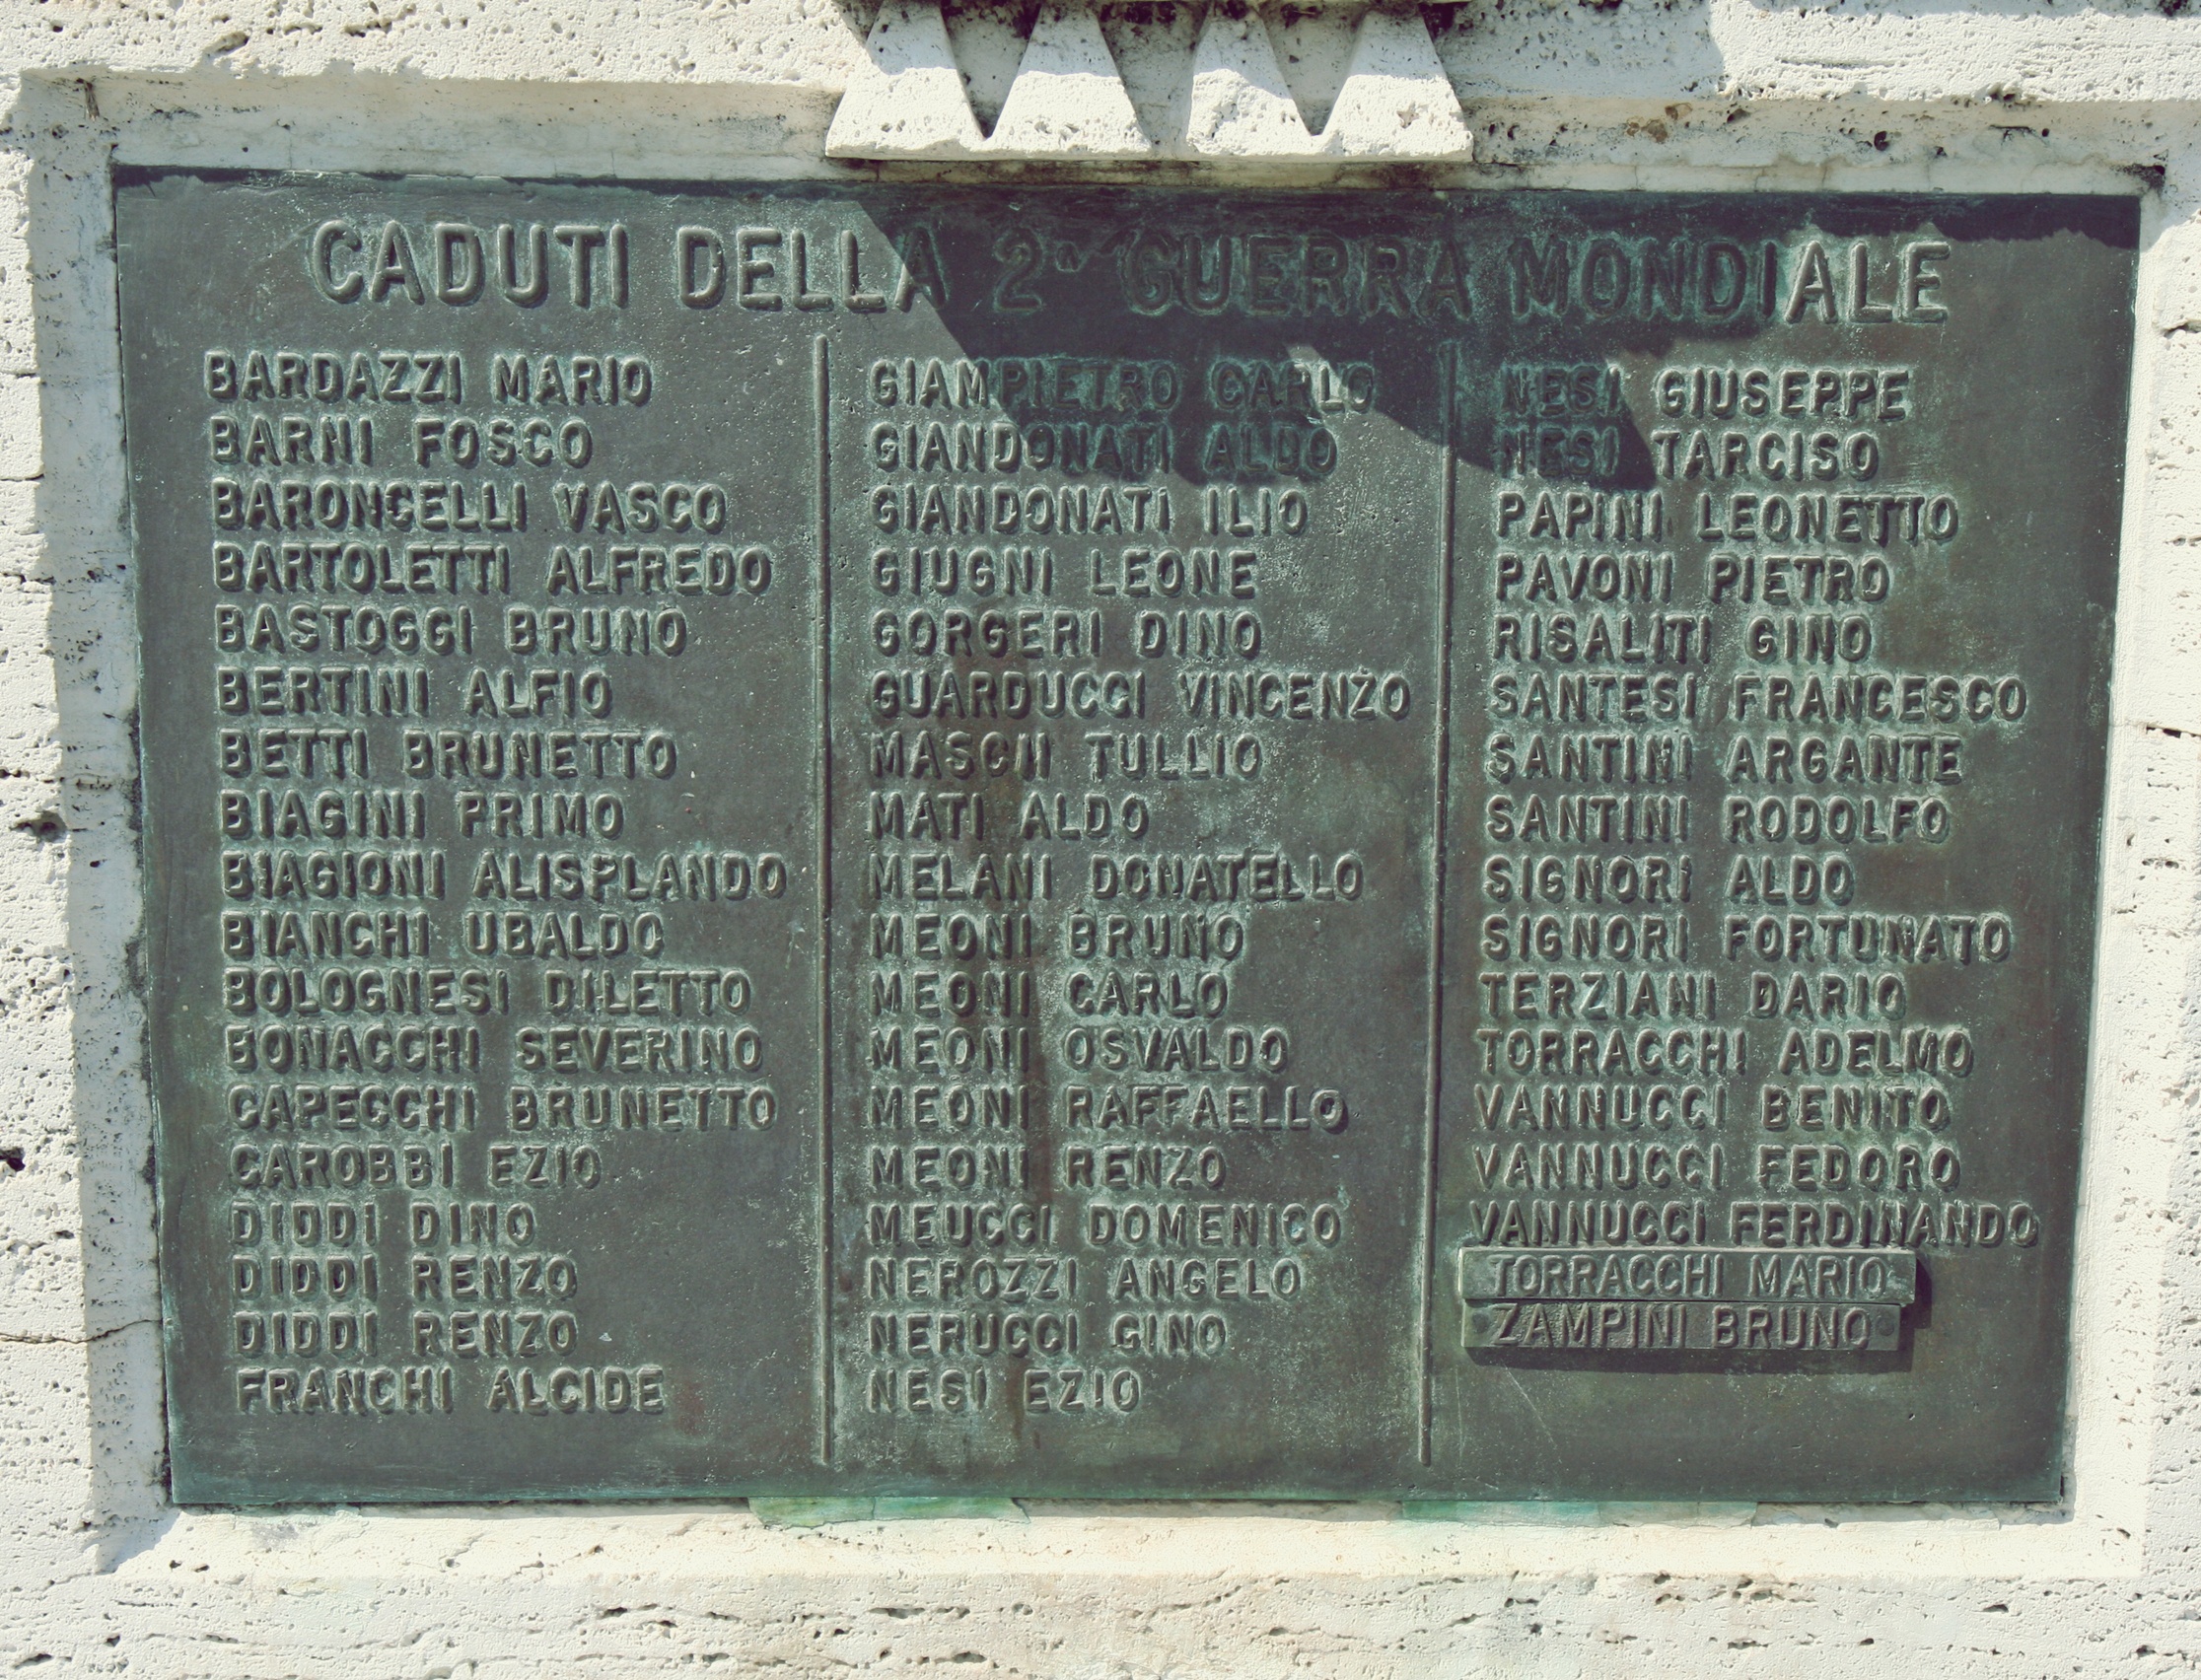 CADUTI DELLA 2ª GUERRA MONDIALE
BARDAZZI MARIO
BARNI FOSCO
BARONCELLI VASCO
BARTOLETTI ALFREDO
BASTOGGI BRUNO
BERTINI ALFIO
BETTI BRUNETTO
BIAGINI PRIMO
BIAGIONI ALISPLANDO
BIANCHI UBALDO
BOLOGNESI DILETTO
BONACCHI SEVERINO
CAPECCHI BRUNETTO
CAROBBI EZIO
DIDDI DINO
DIDDI RENZO
DIDDI RENZO
FRANCHI ALCIDE
GIAMPIETRO CARLO
GIANDONATI ALDO
GIANDONATI ILIO
GIUGNI LEONE
GORGERI DINO
GUARDUCCI VINCENZO
MASCII TULLIO
MATI ALDO
MELANI DONATELLO
MEONI BRUNO
MEONI CARLO
MEONI OSVALDO
MEONI RAFFAELLO
MEONI RENZO
MEUCCI DOMENICO
NEROZZI ANGELO
NERUCCI GINO
NESI EZIO
NESI GIUSEPPE
NESI TARCISO
PAPINI LEONETTO
PAVONI PIETRO
RISALITI GINO
SANTESI FRANCESCO
SANTINI ARGANTE
SANTINI RODOLFO
SIGNORI ALDO
SIGNORI FORTUNATO
TERZIANI DARIO
TORRACCHI ADELMO
VANNUCCI BENITO
VANNUCCI FEDORO
VANNUCCI FERDINANDO
TORRACCHI MARIO
ZAMPINI BRUNO